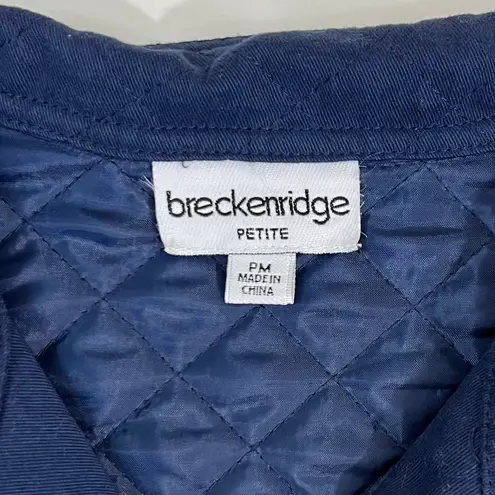 breckenridge
PETITE
PM
MADE IN
CHINA